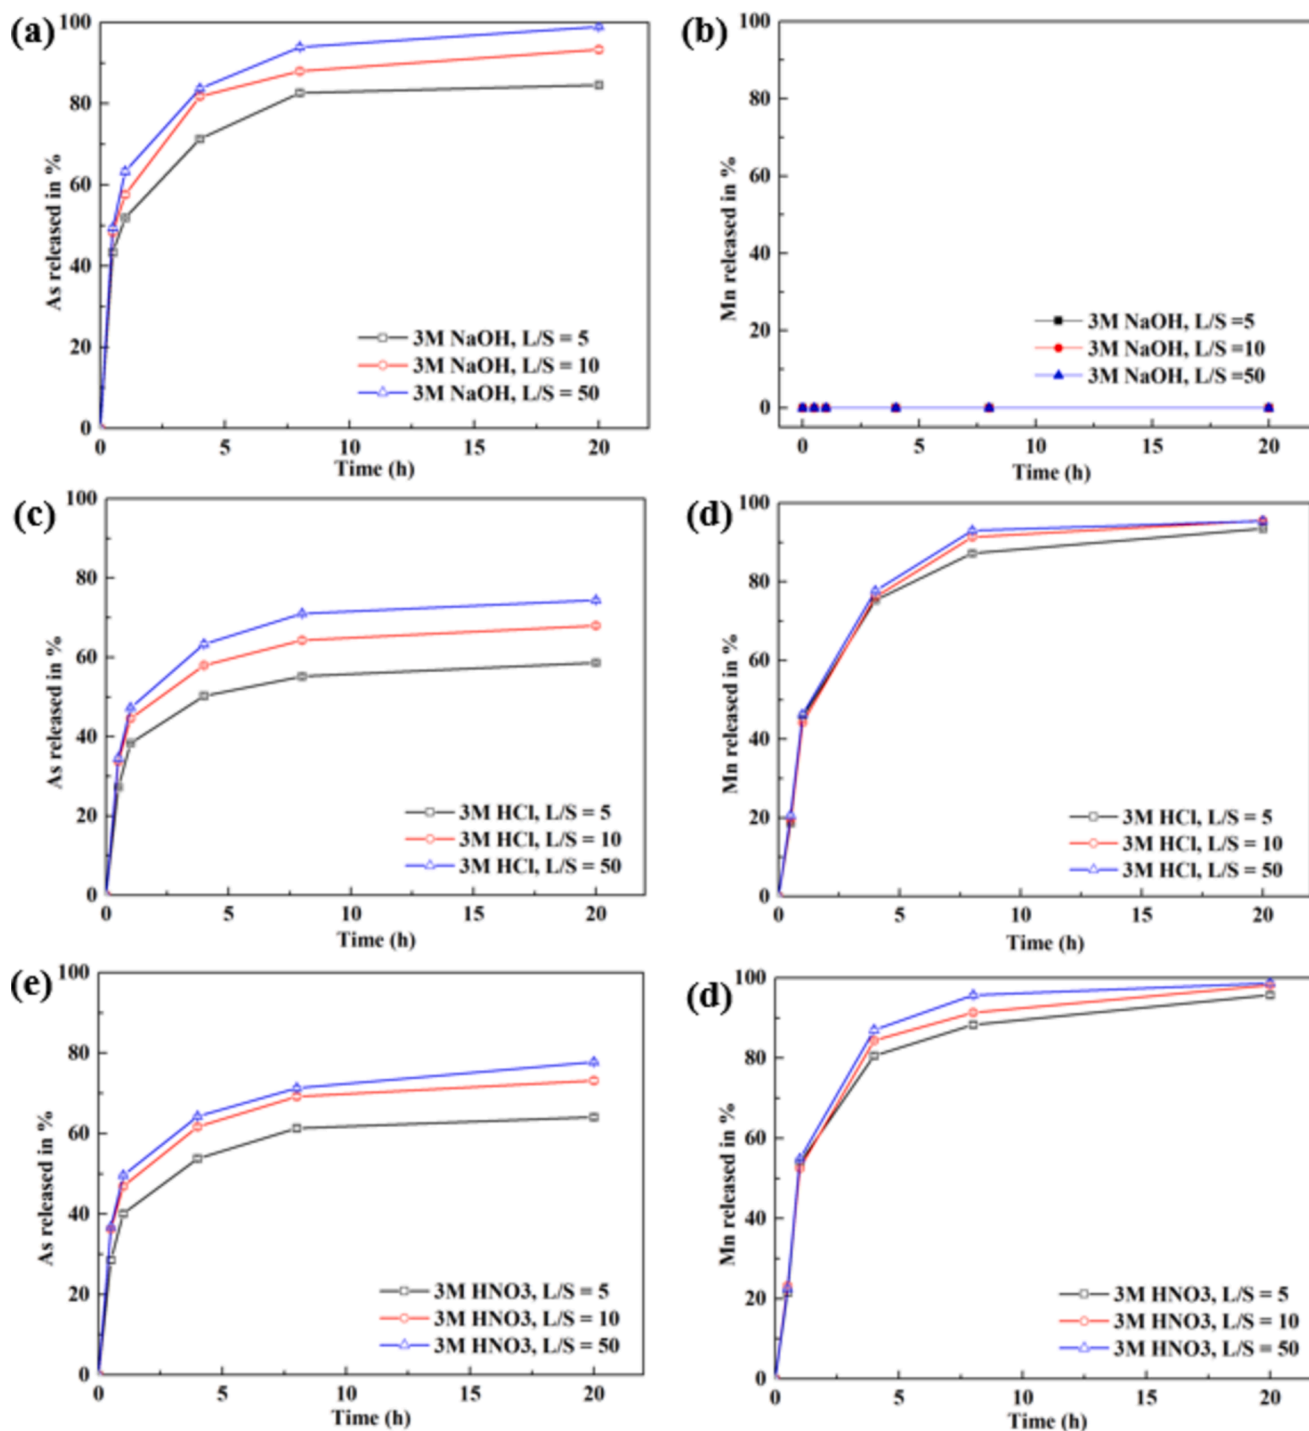 (a)
100
80
60
40
20
0
As released in %
3M NaOH, L/S = 5
3M NaOH, L/S = 10
3M NaOH, L/S = 50
0 5 10 15 20
Time (h)
(b)
100
80
60
40
20
0
Mn released in %
3M NaOH, L/S =5
3M NaOH, L/S =10
3M NaOH, L/S =50
0 5 10 15 20
Time (h)
(c)
100
80
60
40
20
0
As released in %
3M HCl, L/S = 5
3M HCl, L/S = 10
3M HCl, L/S = 50
0 5 10 15 20
Time (h)
(d)
100
80
60
40
20
0
Mn released in %
3M HCl, L/S = 5
3M HCl, L/S = 10
3M HCl, L/S = 50
0 5 10 15 20
Time (h)
(e)
100
80
60
40
20
0
As released in %
3M HNO3, L/S = 5
3M HNO3, L/S = 10
3M HNO3, L/S = 50
0 5 10 15 20
Time (h)
(d)
100
80
60
40
20
0
Mn released in %
3M HNO3, L/S = 5
3M HNO3, L/S = 10
3M HNO3, L/S = 50
0 5 10 15 20
Time (h)